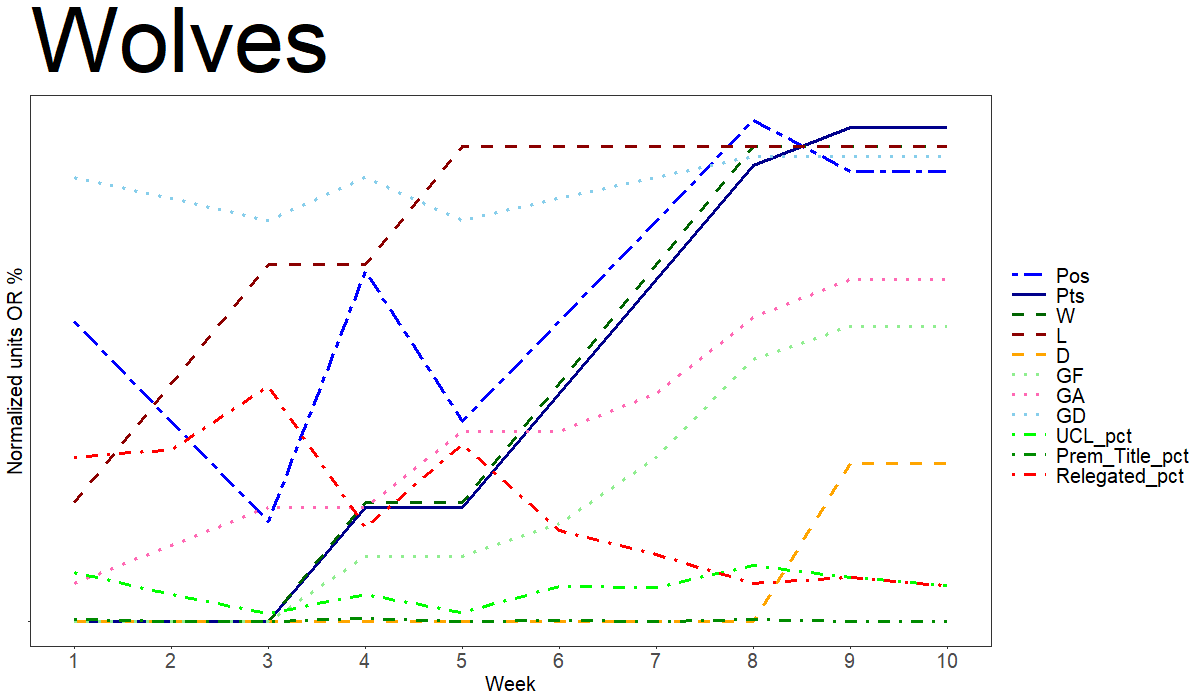 Wolves
Normalized units OR %
1 2 3 4 5 6 7 8 9 10
Week
Pos
Pts
W
L
D
GF
GA
GD
UCL_pct
Prem_Title_pct
Relegated_pct